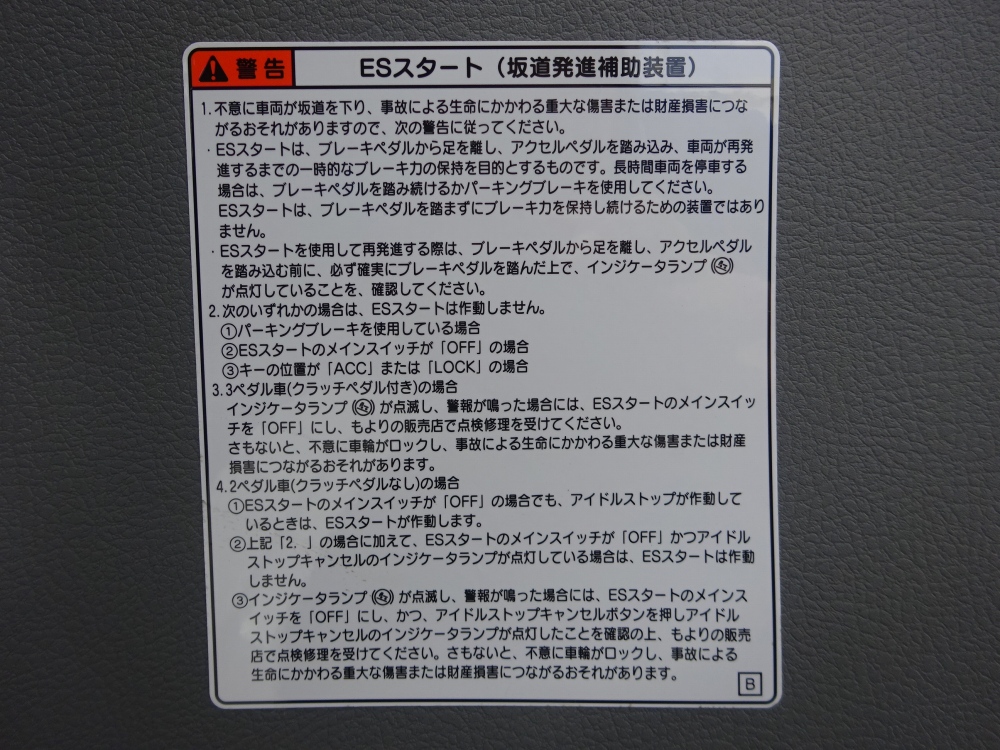 警告 ESスタート（坂道発進補助装置）
1.不意に車両が坂道を下り、事故による生命にかかわる重大な傷害または財産損害につな
がるおそれがありますので、次の警告に従ってください。
・ESスタートは、ブレーキペダルから足を離し、アクセルペダルを踏み込み、車両が再発
進するまでの一時的なブレーキ力の保持を目的とするものです。長時間車両を停車する
場合は、ブレーキペダルを踏み続けるかパーキングブレーキを使用してください。
ESスタートは、ブレーキペダルを踏まずにブレーキ力を保持し続けるための装置ではあり
ません。
・ESスタートを使用して再発進する際は、ブレーキペダルから足を離し、アクセルペダル
を踏み込む前に、必ず確実にブレーキペダルを踏んだ上で、インジケータランプ（）
が点灯していることを、確認してください。
2.次のいずれかの場合は、ESスタートは作動しません。
①パーキングブレーキを使用している場合
②ESスタートのメインスイッチが「OFF」の場合
③キーの位置が「ACC」または「LOCK」の場合
3.3ペダル車(クラッチペダル付き)の場合
インジケータランプ（）が点滅し、警報が鳴った場合には、ESスタートのメインスイッ
チを「OFF」にし、もよりの販売店で点検修理を受けてください。
さもないと、不意に車輪がロックし、事故による生命にかかわる重大な傷害または財産
損害につながるおそれがあります。
4.2ペダル車(クラッチペダルなし)の場合
①ESスタートのメインスイッチが「OFF」の場合でも、アイドルストップが作動して
いるときは、ESスタートが作動します。
②上記「2.」の場合に加えて、ESスタートのメインスイッチが「OFF」かつアイドル
ストップキャンセルのインジケータランプが点灯している場合は、ESスタートは作動
しません。
③インジケータランプ（）が点滅し、警報が鳴った場合には、ESスタートのメインス
イッチを「OFF」にし、かつ、アイドルストップキャンセルボタンを押しアイドル
ストップキャンセルのインジケータランプが点灯したことを確認の上、もよりの販売
店で点検修理を受けてください。さもないと、不意に車輪がロックし、事故による
生命にかかわる重大な傷害または財産損害につながるおそれがあります。
B